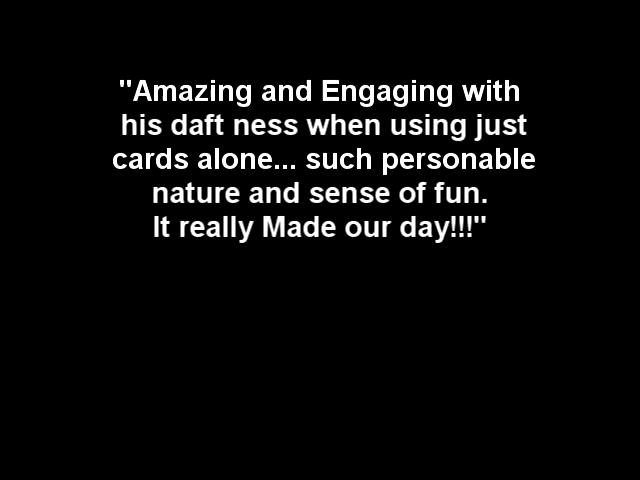 "Amazing and Engaging with
his daft ness when using just
cards alone... such personable
nature and sense of fun.
It really Made our day!!!"